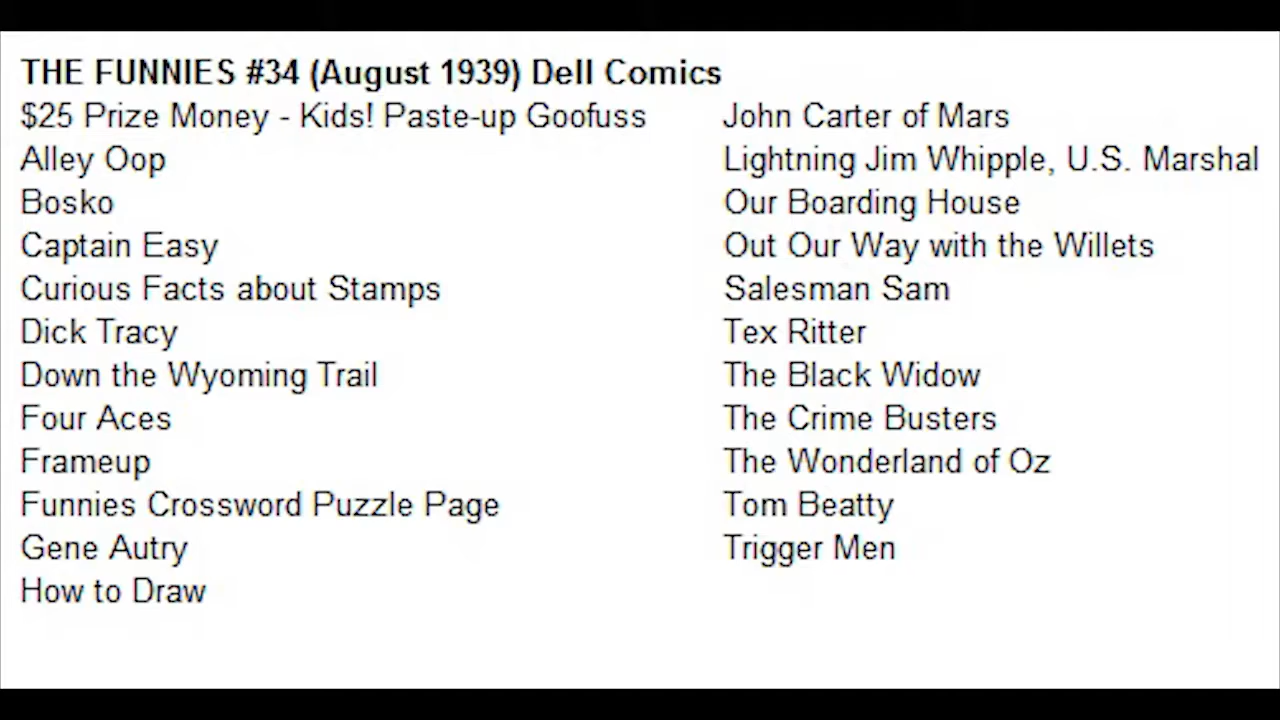 THE FUNNIES #34 (August 1939) Dell Comics
$25 Prize Money - Kids! Paste-up Goofuss
Alley Oop
Bosko
Captain Easy
Curious Facts about Stamps
Dick Tracy
Down the Wyoming Trail
Four Aces
Frameup
Funnies Crossword Puzzle Page
Gene Autry
How to Draw
John Carter of Mars
Lightning Jim Whipple, U.S. Marshal
Our Boarding House
Out Our Way with the Willets
Salesman Sam
Tex Ritter
The Black Widow
The Crime Busters
The Wonderland of Oz
Tom Beatty
Trigger Men